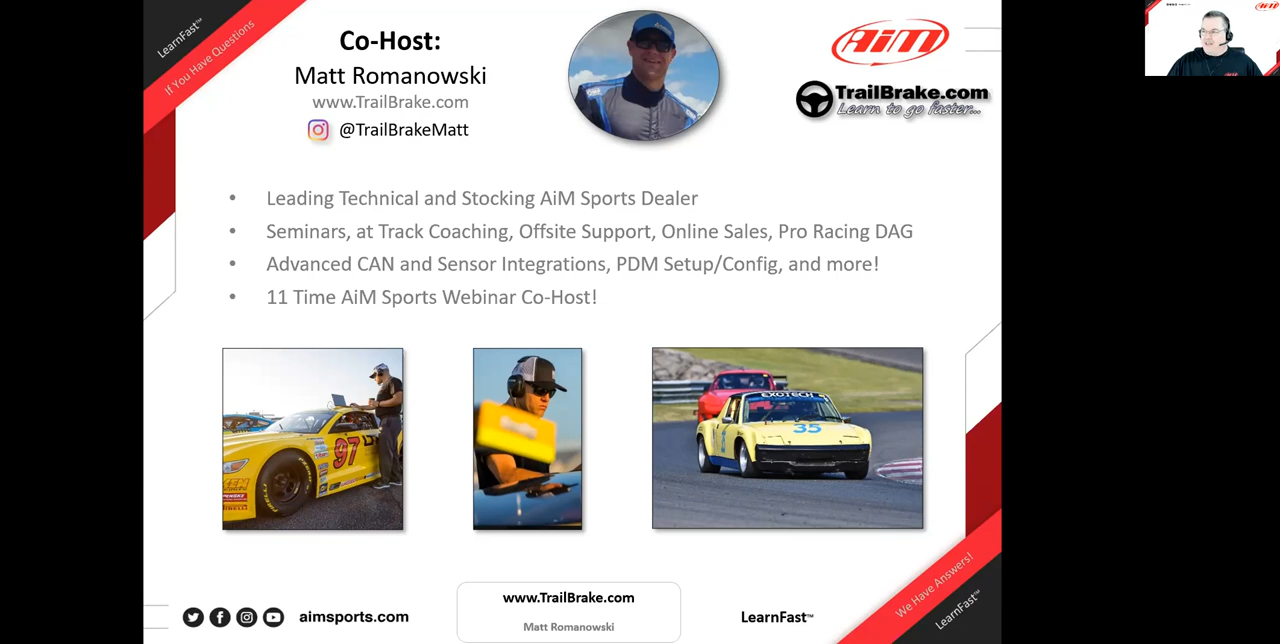 LearnFast™
If You Have Questions
Co-Host:
Matt Romanowski
www.TrailBrake.com
@TrailBrakeMatt
AiM
TrailBrake.com
Learn to go faster...
• Leading Technical and Stocking AiM Sports Dealer
• Seminars, at Track Coaching, Offsite Support, Online Sales, Pro Racing DAG
• Advanced CAN and Sensor Integrations, PDM Setup/Config, and more!
• 11 Time AiM Sports Webinar Co-Host!
97
EXOTECH
35
aimsports.com
www.TrailBrake.com
Matt Romanowski
LearnFast™
We Have Answers!
LearnFast™